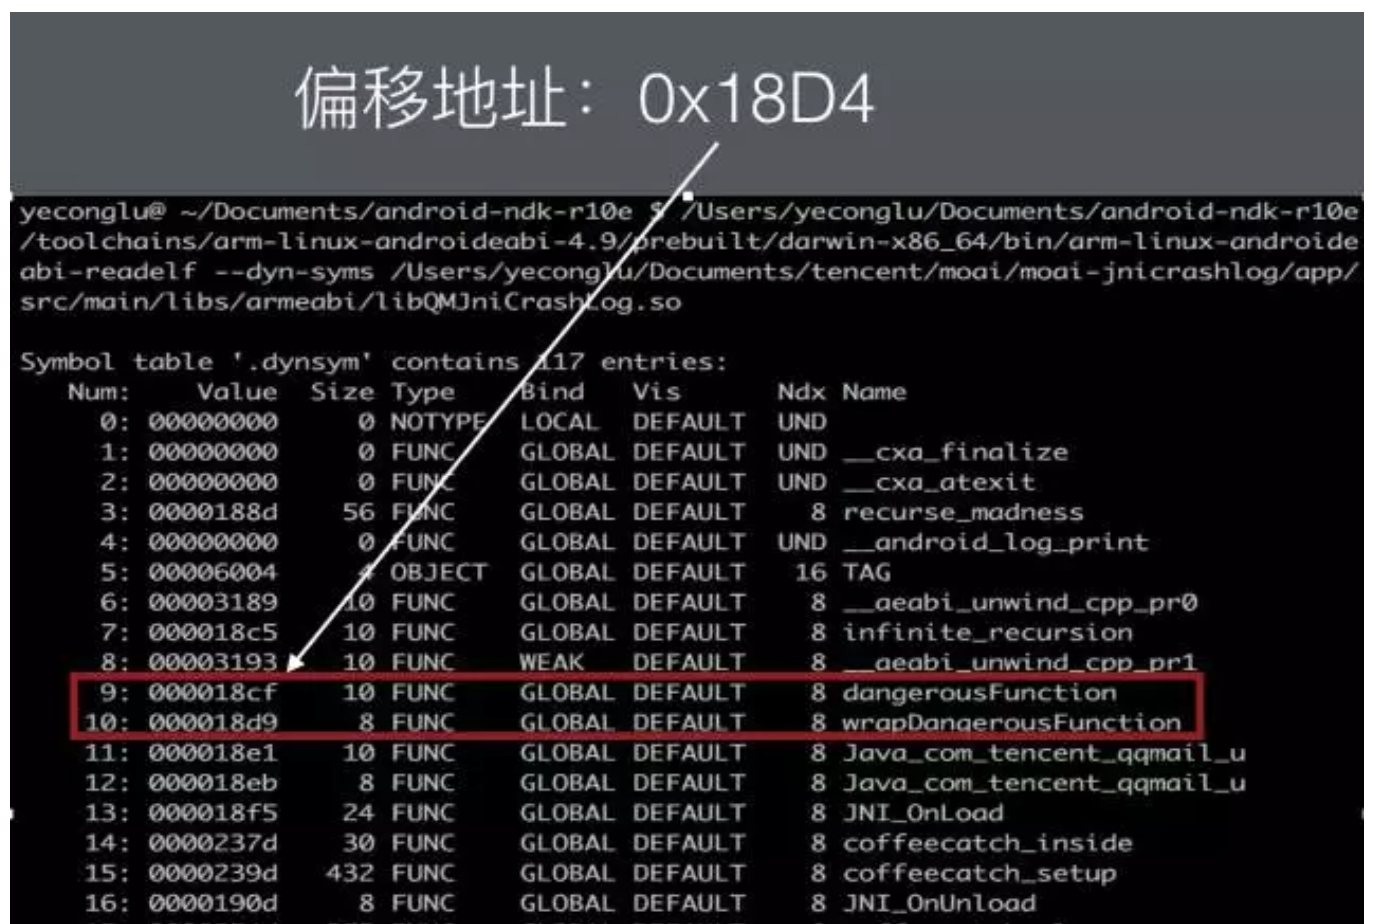 偏移地址：0x18D4
yeconglu@ ~/Documents/android-ndk-r10e $ /Users/yeconglu/Documents/android-ndk-r10e
/toolchains/arm-linux-androideabi-4.9/prebuilt/darwin-x86_64/bin/arm-linux-androide
abi-readelf --dyn-syms /Users/yeconglu/Documents/tencent/moai/moai-jnicrashlog/app/
src/main/libs/armeabi/libQMJniCrashLog.so
Symbol table '.dynsym' contains 117 entries:
Num: Value Size Type Bind Vis Ndx Name
0: 00000000 0 NOTYPE LOCAL DEFAULT UND
1: 00000000 0 FUNC GLOBAL DEFAULT UND __cxa_finalize
2: 00000000 0 FUNC GLOBAL DEFAULT UND __cxa_atexit
3: 0000188d 56 FUNC GLOBAL DEFAULT 8 recurse_madness
4: 00000000 0 FUNC GLOBAL DEFAULT UND __android_log_print
5: 00006004 4 OBJECT GLOBAL DEFAULT 16 TAG
6: 00003189 10 FUNC GLOBAL DEFAULT 8 __aeabi_unwind_cpp_pr0
7: 000018c5 10 FUNC GLOBAL DEFAULT 8 infinite_recursion
8: 00003193 10 FUNC WEAK DEFAULT 8 __aeabi_unwind_cpp_pr1
9: 000018cf 10 FUNC GLOBAL DEFAULT 8 dangerousFunction
10: 000018d9 8 FUNC GLOBAL DEFAULT 8 wrapDangerousFunction
11: 000018e1 10 FUNC GLOBAL DEFAULT 8 Java_com_tencent_qqmail_u
12: 000018eb 8 FUNC GLOBAL DEFAULT 8 Java_com_tencent_qqmail_u
13: 000018f5 24 FUNC GLOBAL DEFAULT 8 JNI_OnLoad
14: 0000237d 30 FUNC GLOBAL DEFAULT 8 coffeecatch_inside
15: 0000239d 432 FUNC GLOBAL DEFAULT 8 coffeecatch_setup
16: 0000190d 8 FUNC GLOBAL DEFAULT 8 JNI_OnUnload